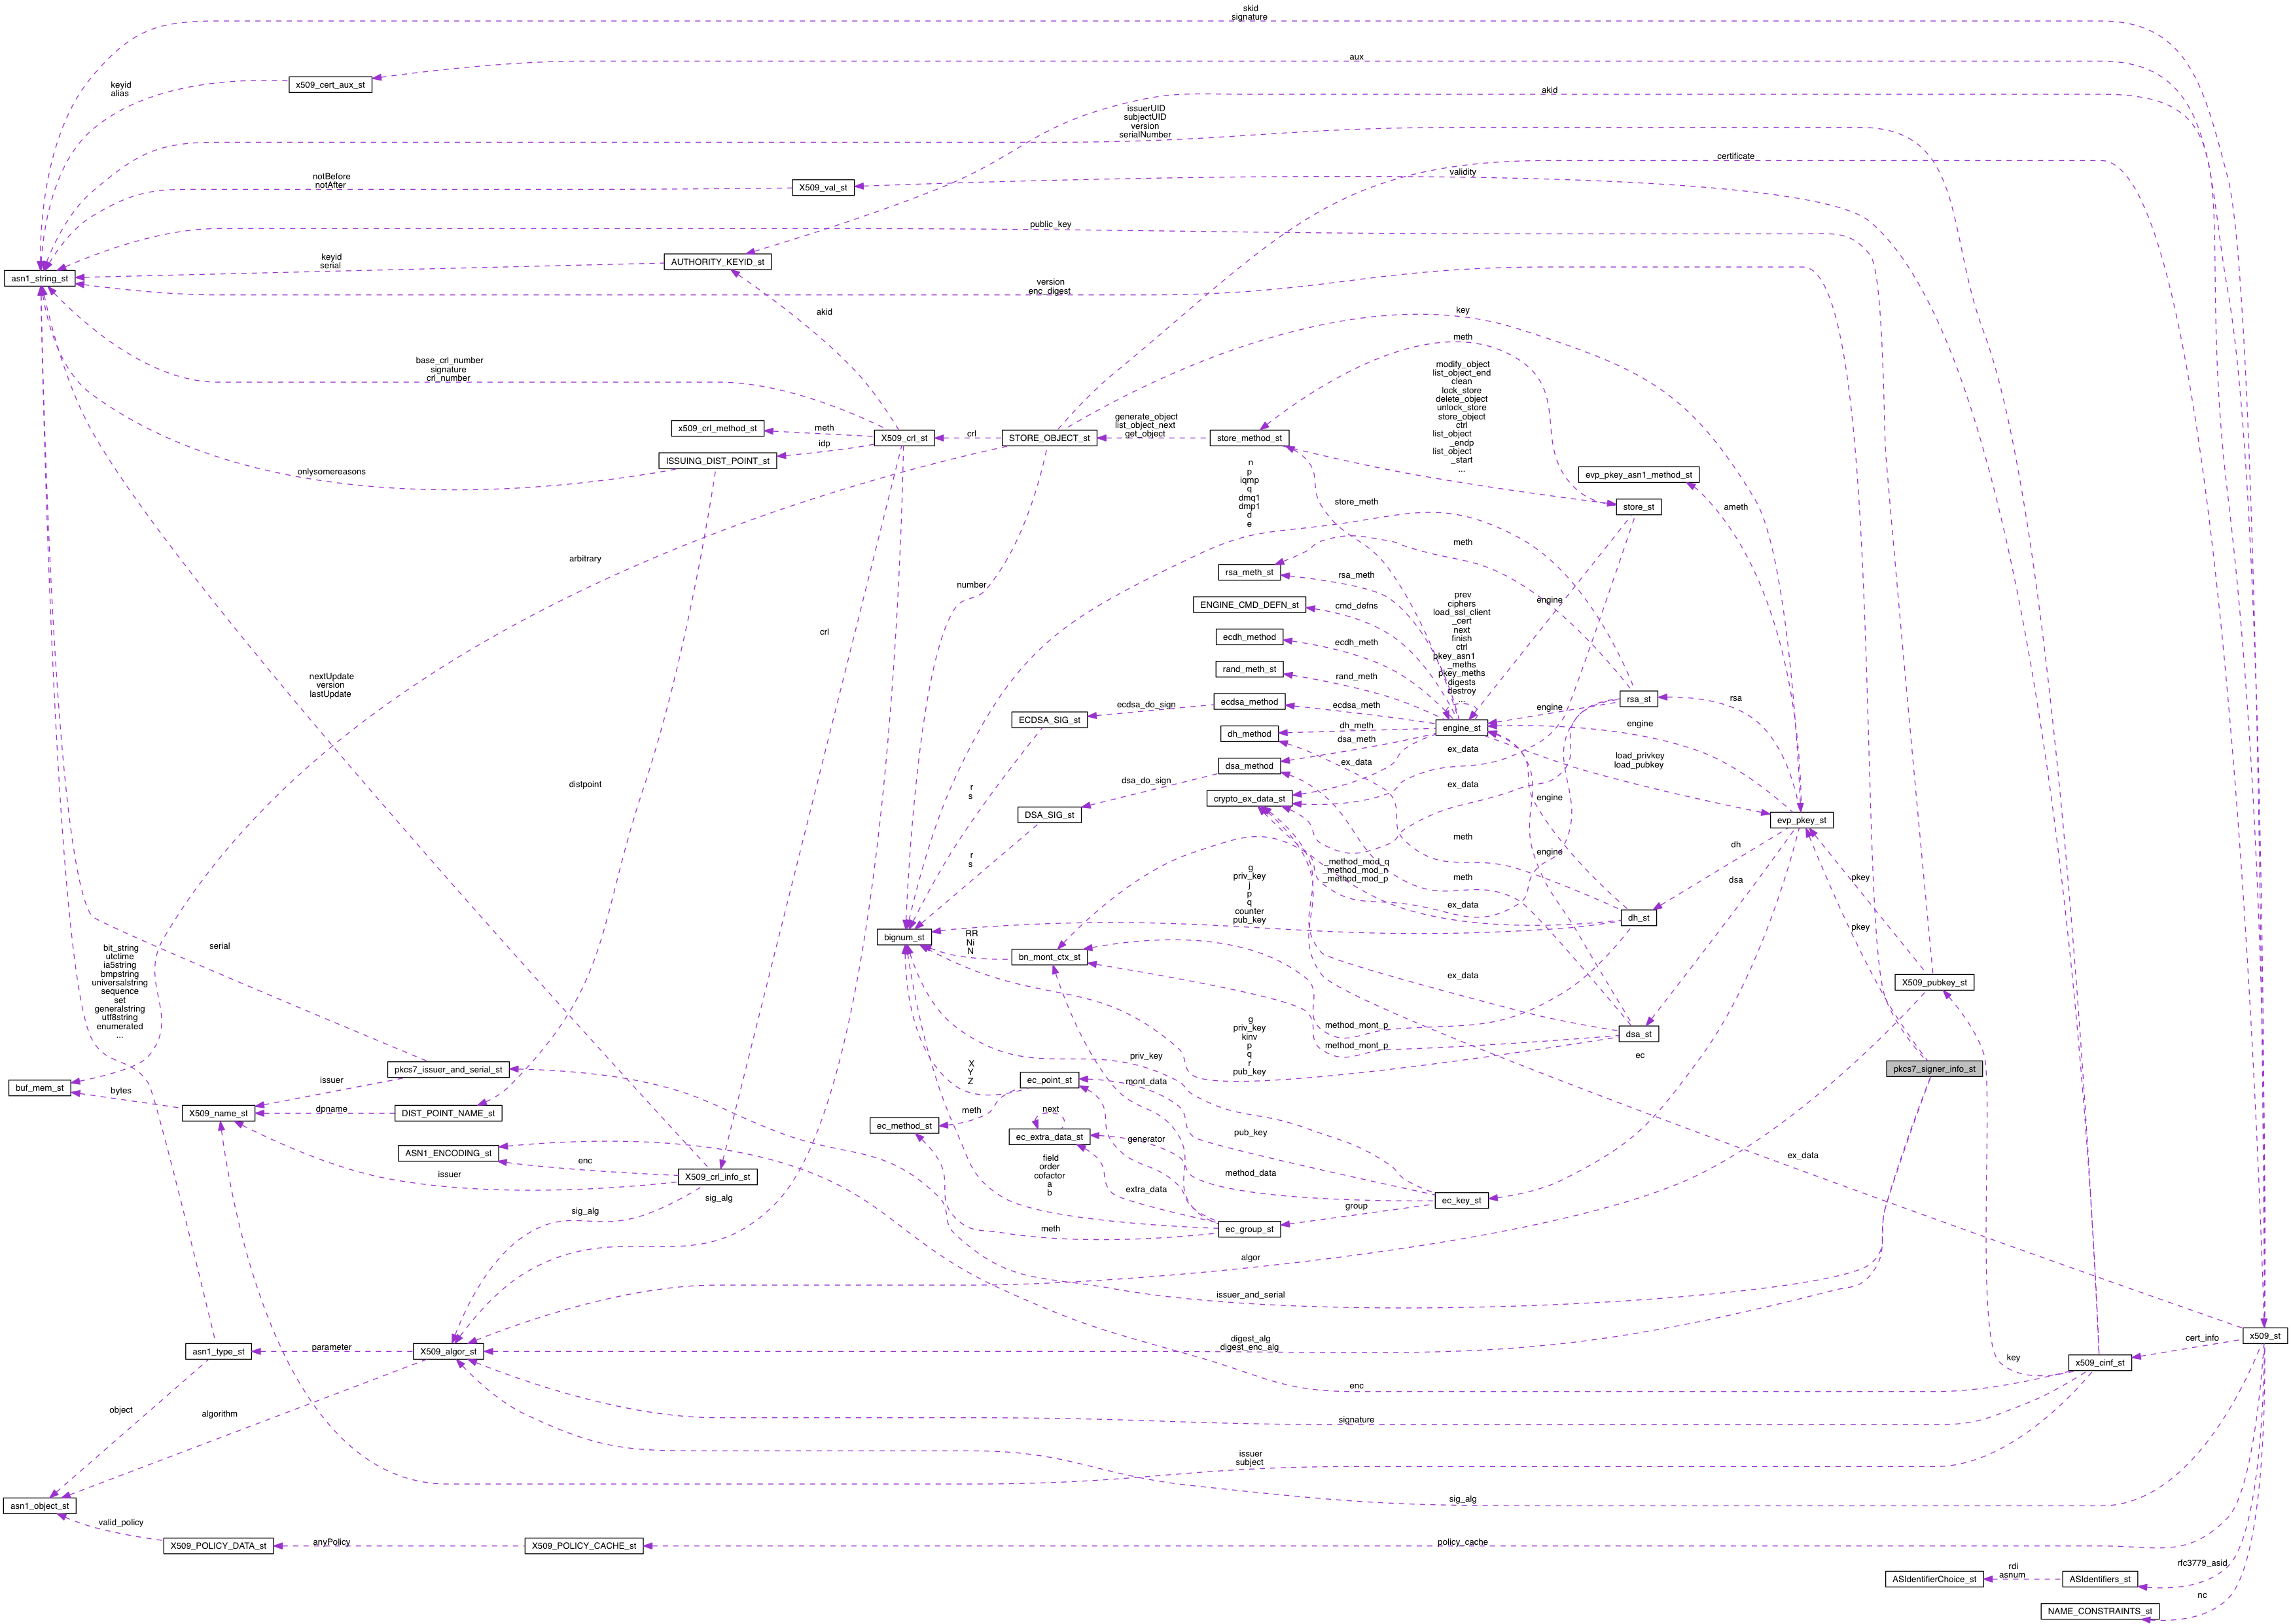 skid
signature
aux
x509_cert_aux_st
keyid
alias
akid
issuerUID
subjectUID
version
serialNumber
certificate
validity
notBefore
notAfter
X509_val_st
public_key
AUTHORITY_KEYID_st
keyid
serial
asn1_string_st
version
enc_digest
akid
key
meth
base_crl_number
signature
crl_number
modify_object
list_object_end
clean
lock_store
delete_object
unlock_store
store_object
ctrl
list_object
_endp
list_object
_start
...
x509_crl_method_st
meth
X509_crl_st
crl
STORE_OBJECT_st
generate_object
list_object_next
get_object
store_method_st
idp
ISSUING_DIST_POINT_st
onlysomereasons
evp_pkey_asn1_method_st
n
p
iqmp
q
dmq1
dmp1
d
e
store_meth
store_st
ameth
meth
arbitrary
rsa_meth_st
rsa_meth
number
prev
ciphers
load_ssl_client
_cert
next
finish
ctrl
pkey_asn1
_meths
pkey_meths
digests
destroy
...
engine
ENGINE_CMD_DEFN_st
cmd_defns
crl
ecdh_method
ecdh_meth
rand_meth_st
rand_meth
nextUpdate
version
lastUpdate
rsa_st
rsa
ecdsa_do_sign
ecdsa_method
ecdsa_meth
engine
ECDSA_SIG_st
dh_method
dh_meth
engine_st
engine
dsa_meth
ex_data
load_privkey
load_pubkey
dsa_method
ex_data
distpoint
dsa_do_sign
r
s
ex_data
crypto_ex_data_st
engine
DSA_SIG_st
evp_pkey_st
meth
dh
r
s
engine
_method_mod_q
_method_mod_n
_method_mod_p
g
priv_key
j
p
q
counter
pub_key
meth
dsa
pkey
ex_data
dh_st
pkey
bignum_st
RR
Ni
N
serial
bit_string
utctime
ia5string
bmpstring
universalstring
sequence
set
generalstring
utf8string
enumerated
...
bn_mont_ctx_st
ex_data
X509_pubkey_st
g
priv_key
kinv
p
q
r
pub_key
method_mont_p
dsa_st
method_mont_p
priv_key
ec
pkcs7_issuer_and_serial_st
X
Y
Z
pkcs7_signer_info_st
ec_point_st
mont_data
issuer
buf_mem_st
bytes
X509_name_st
dpname
DIST_POINT_NAME_st
next
meth
ec_method_st
pub_key
ec_extra_data_st
generator
ASN1_ENCODING_st
enc
ex_data
field
order
cofactor
a
b
method_data
issuer
X509_crl_info_st
extra_data
sig_alg
ec_key_st
group
sig_alg
meth
ec_group_st
algor
issuer_and_serial
x509_st
digest_alg
digest_enc_alg
cert_info
asn1_type_st
parameter
X509_algor_st
key
x509_cinf_st
enc
object
algorithm
signature
issuer
subject
sig_alg
asn1_object_st
valid_policy
X509_POLICY_DATA_st
anyPolicy
X509_POLICY_CACHE_st
policy_cache
rfc3779_asid
ASIdentifierChoice_st
rdi
asnum
ASIdentifiers_st
nc
NAME_CONSTRAINTS_st